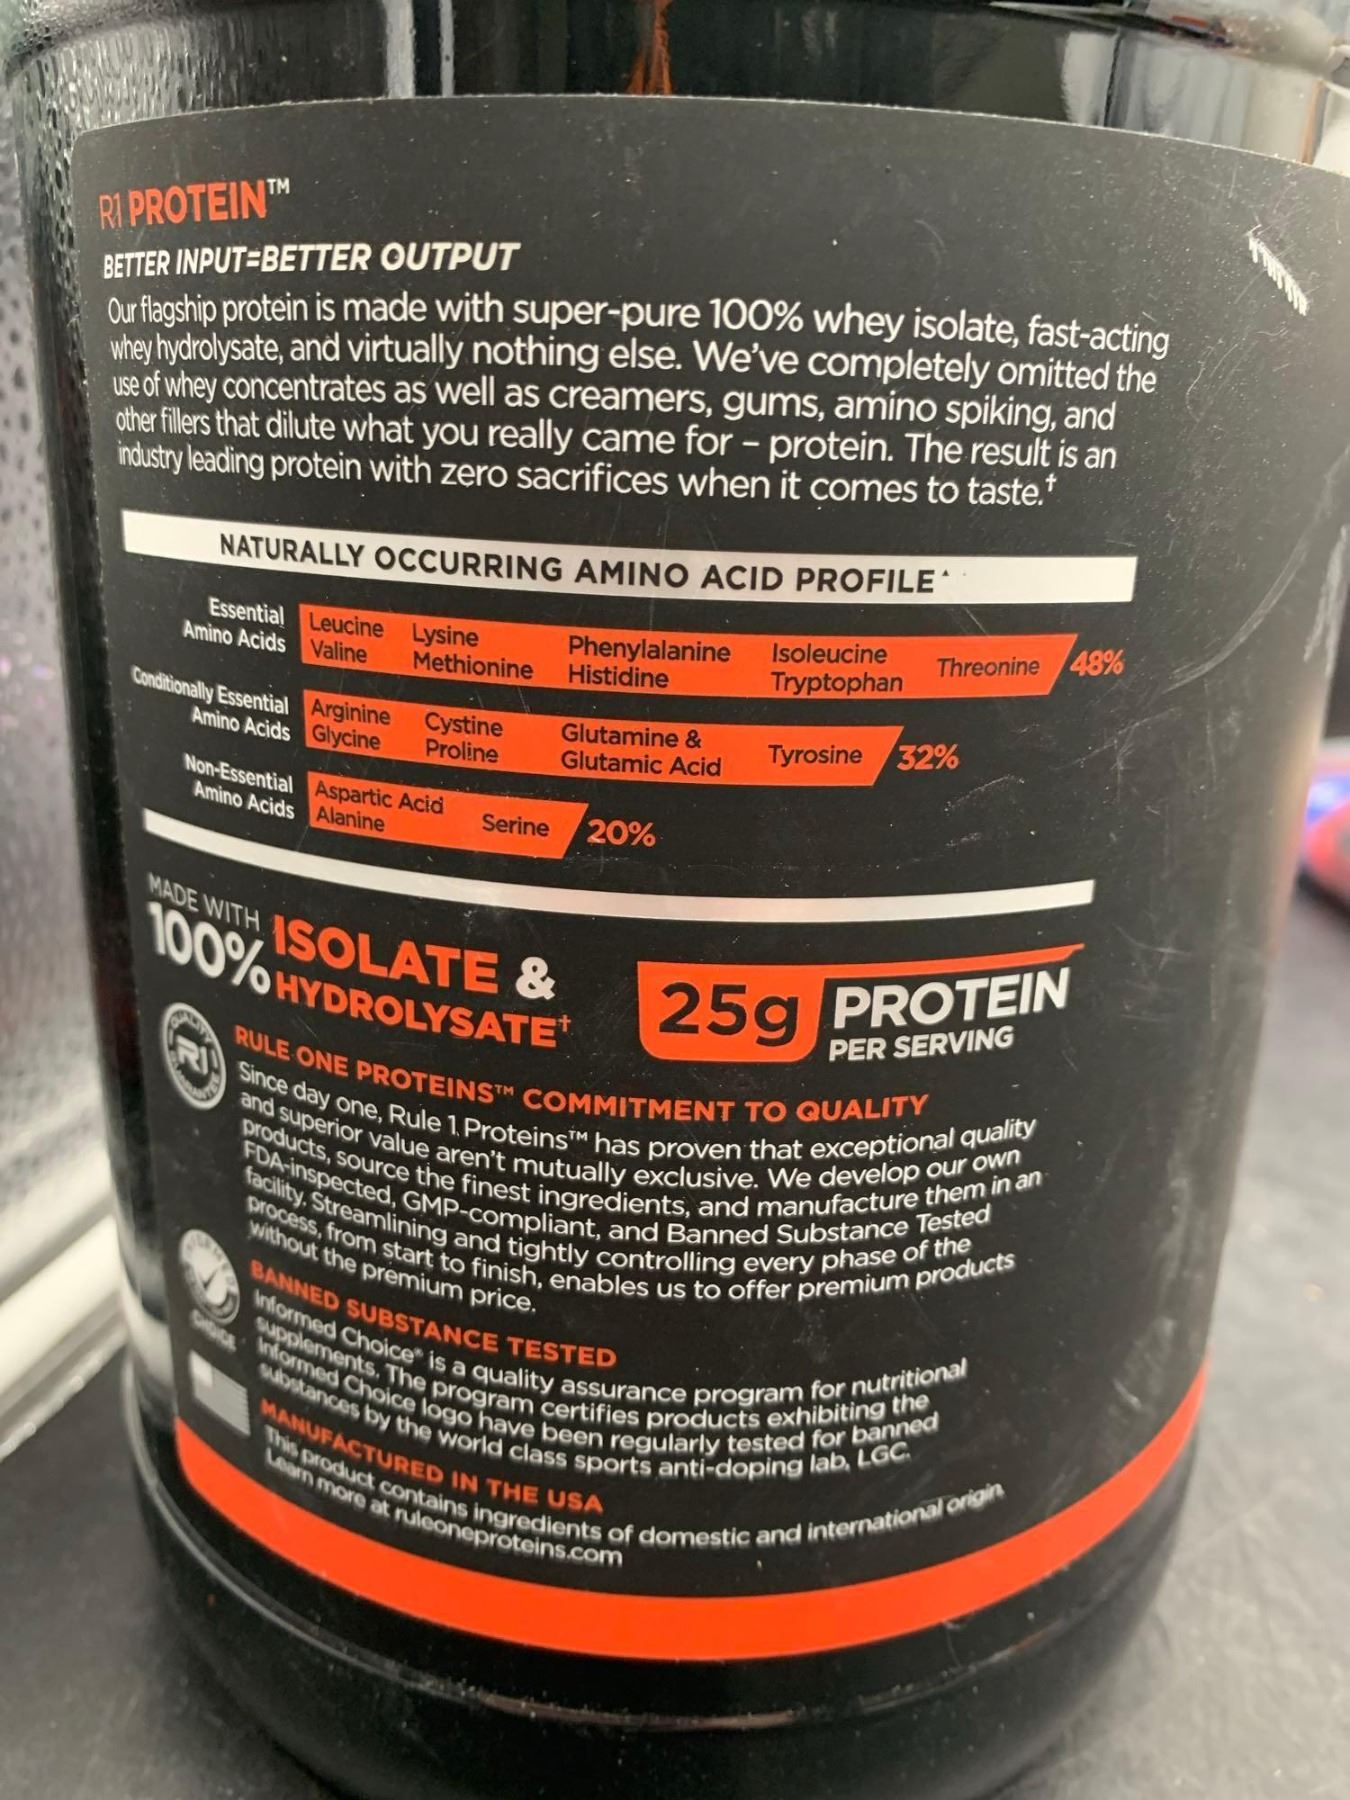 R1 PROTEIN™
BETTER INPUT=BETTER OUTPUT
Our flagship protein is made with super-pure 100% whey isolate, fast-acting
whey hydrolysate, and virtually nothing else. We've completely omitted the
use of whey concentrates as well as creamers, gums, amino spiking, and
other fillers that dilute what you really came for – protein. The result is an
industry leading protein with zero sacrifices when it comes to taste.†
NATURALLY OCCURRING AMINO ACID PROFILE▲
Essential
Amino Acids
Leucine Lysine Phenylalanine Isoleucine Threonine 48%
Valine Methionine Histidine Tryptophan
Conditionally Essential
Amino Acids
Arginine Cystine Glutamine & Tyrosine 32%
Glycine Proline Glutamic Acid
Non-Essential
Amino Acids
Aspartic Acid Serine 20%
Alanine
MADE WITH
100% ISOLATE &
HYDROLYSATE†
25g PROTEIN
PER SERVING
QUALITY
R1
GUARANTEE
RULE ONE PROTEINS™ COMMITMENT TO QUALITY
Since day one, Rule 1 Proteins™ has proven that exceptional quality
and superior value aren't mutually exclusive. We develop our own
products, source the finest ingredients, and manufacture them in an
FDA-inspected, GMP-compliant, and Banned Substance Tested
facility. Streamlining and tightly controlling every phase of the
process, from start to finish, enables us to offer premium products
without the premium price.
CHOICE
BANNED SUBSTANCE TESTED
Informed Choice® is a quality assurance program for nutritional
supplements. The program certifies products exhibiting the
Informed Choice logo have been regularly tested for banned
substances by the world class sports anti-doping lab, LGC.
MANUFACTURED IN THE USA
This product contains ingredients of domestic and international origin.
Learn more at ruleoneproteins.com